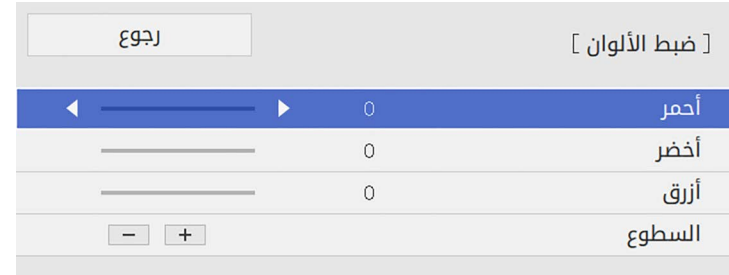 [ ضبط الألوان ] رجوع
أحمر 0
أخضر 0
أزرق 0
السطوع + −